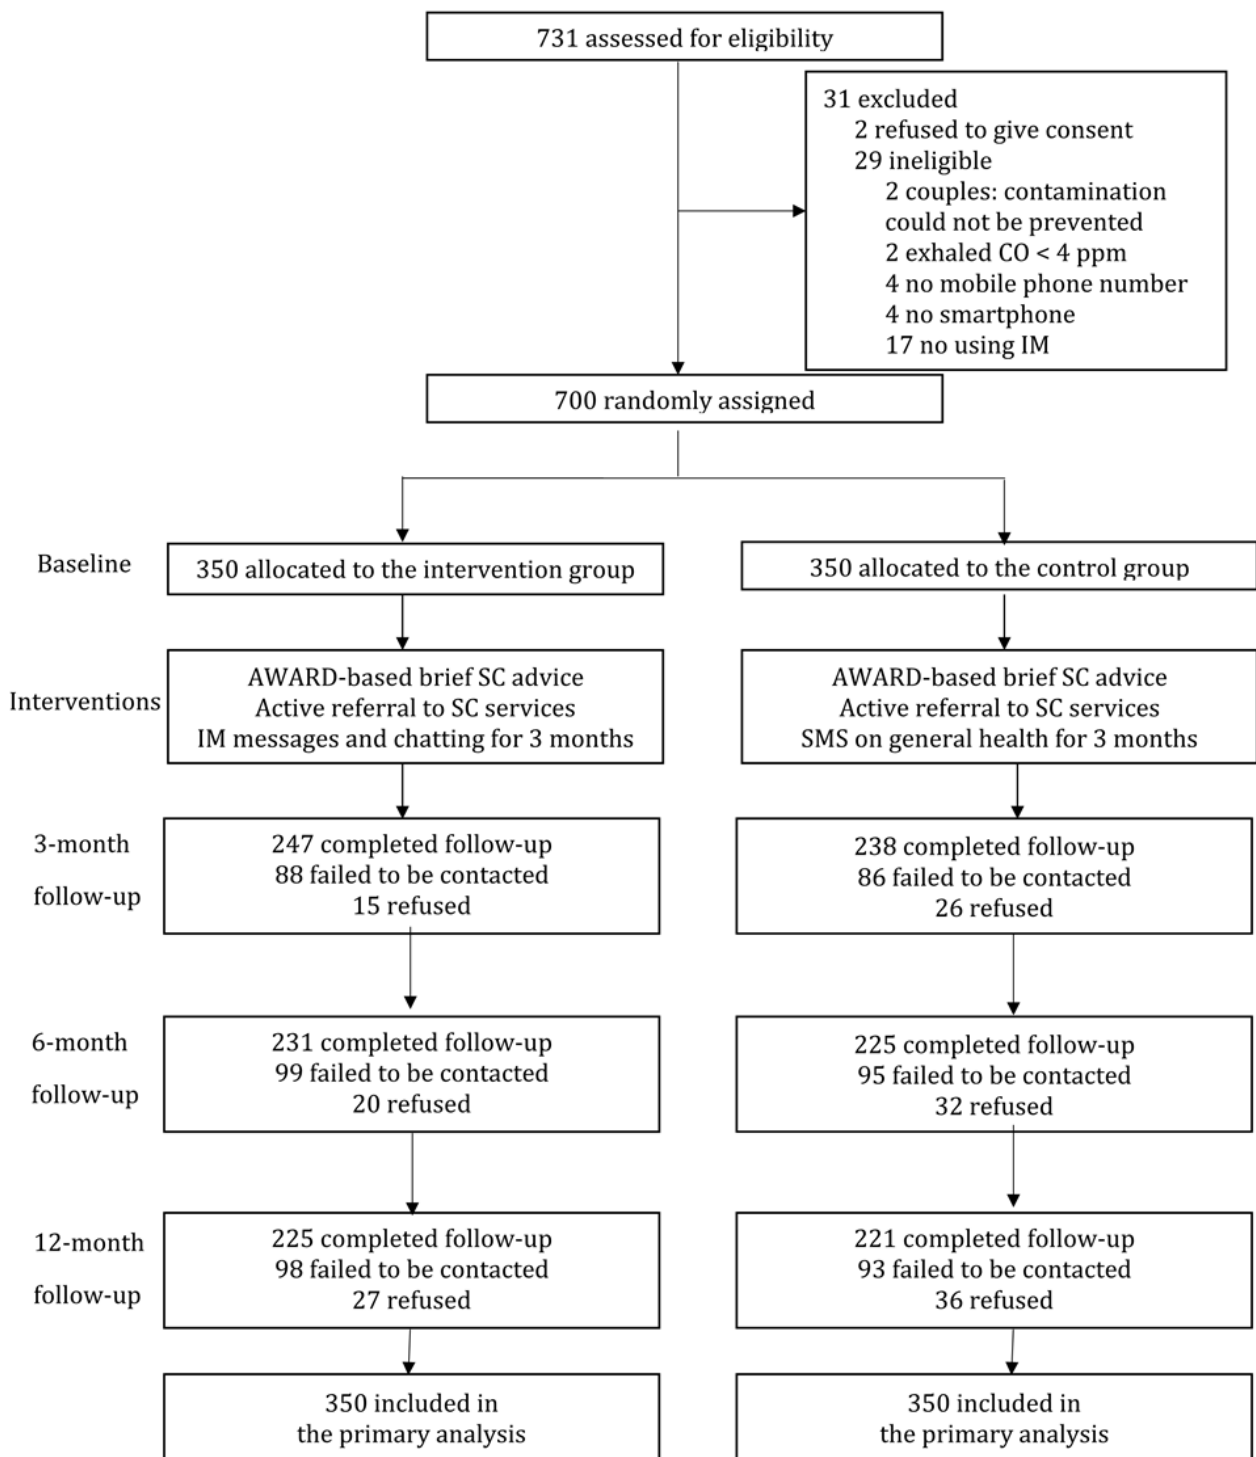 731 assessed for eligibility
31 excluded
2 refused to give consent
29 ineligible
2 couples: contamination
could not be prevented
2 exhaled CO < 4 ppm
4 no mobile phone number
4 no smartphone
17 no using IM
700 randomly assigned
Baseline
350 allocated to the intervention group
350 allocated to the control group
Interventions
AWARD-based brief SC advice
Active referral to SC services
IM messages and chatting for 3 months
AWARD-based brief SC advice
Active referral to SC services
SMS on general health for 3 months
3-month
follow-up
247 completed follow-up
88 failed to be contacted
15 refused
238 completed follow-up
86 failed to be contacted
26 refused
6-month
follow-up
231 completed follow-up
99 failed to be contacted
20 refused
225 completed follow-up
95 failed to be contacted
32 refused
12-month
follow-up
225 completed follow-up
98 failed to be contacted
27 refused
221 completed follow-up
93 failed to be contacted
36 refused
350 included in
the primary analysis
350 included in
the primary analysis